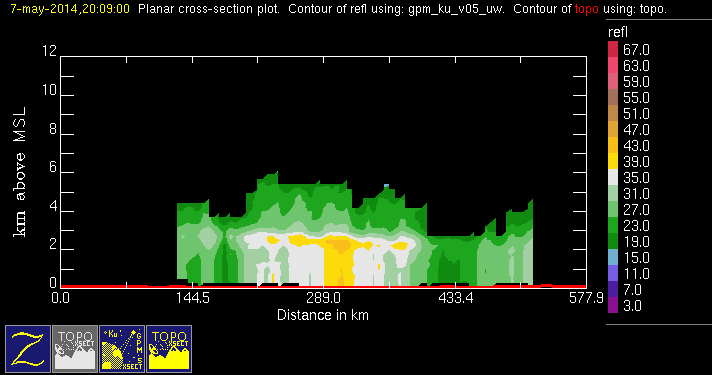 7-may-2014,20:09:00 Planar cross-section plot. Contour of refl using: gpm_ku_v05_uw. Contour of topo using: topo.
refl
67.0
63.0
59.0
55.0
51.0
47.0
43.0
39.0
35.0
31.0
27.0
23.0
19.0
15.0
11.0
7.0
3.0
km above MSL
12
10
8
6
4
2
0
0.0 144.5 289.0 433.4 577.9
Distance in km
Z
TOPO
XSECT
"Ku"
GPM
XSECT
TOPO
XSECT